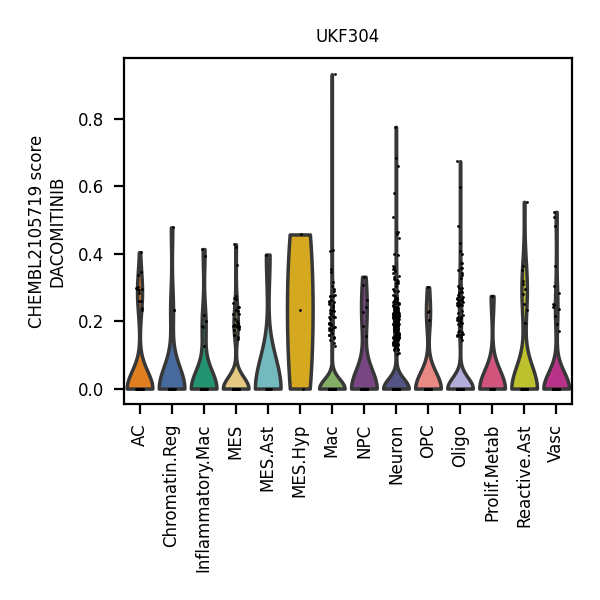 UKF304
CHEMBL2105719 score
DACOMITINIB
0.8
0.6
0.4
0.2
0.0
AC
Chromatin.Reg
Inflammatory.Mac
MES
MES.Ast
MES.Hyp
Mac
NPC
Neuron
OPC
Oligo
Prolif.Metab
Reactive.Ast
Vasc